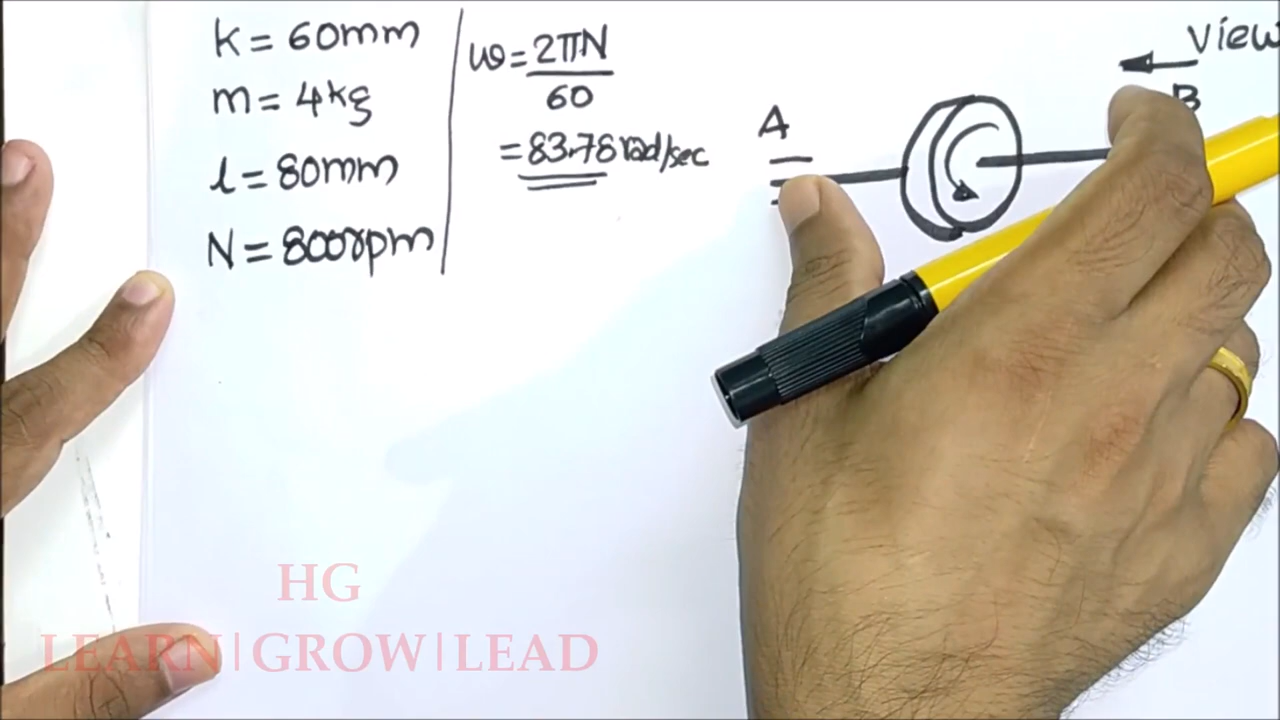 k = 60mm
m = 4kg
l = 80mm
N = 800rpm
ω = 2πN
60
= 83.78 rad/sec
A
View
B
HG
LEARN|GROW|LEAD